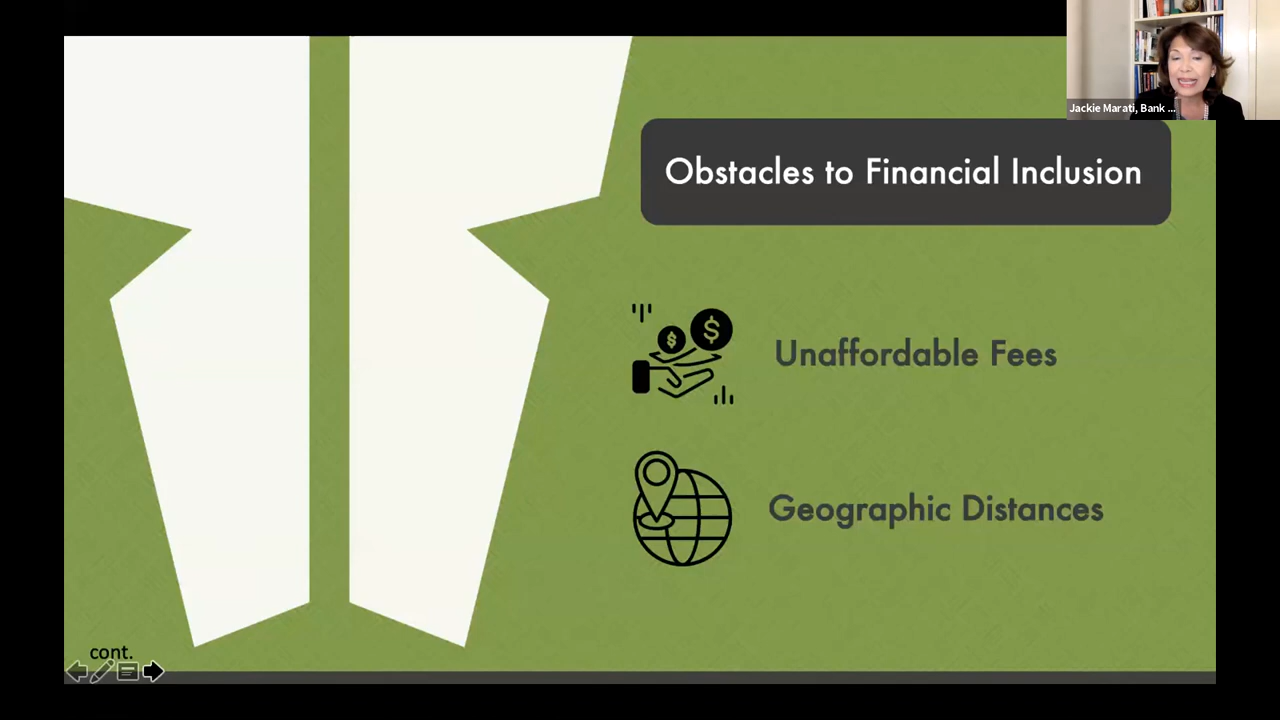 Jackie Marati, Bank ...
Obstacles to Financial Inclusion
$ $
Unaffordable Fees
Geographic Distances
cont.